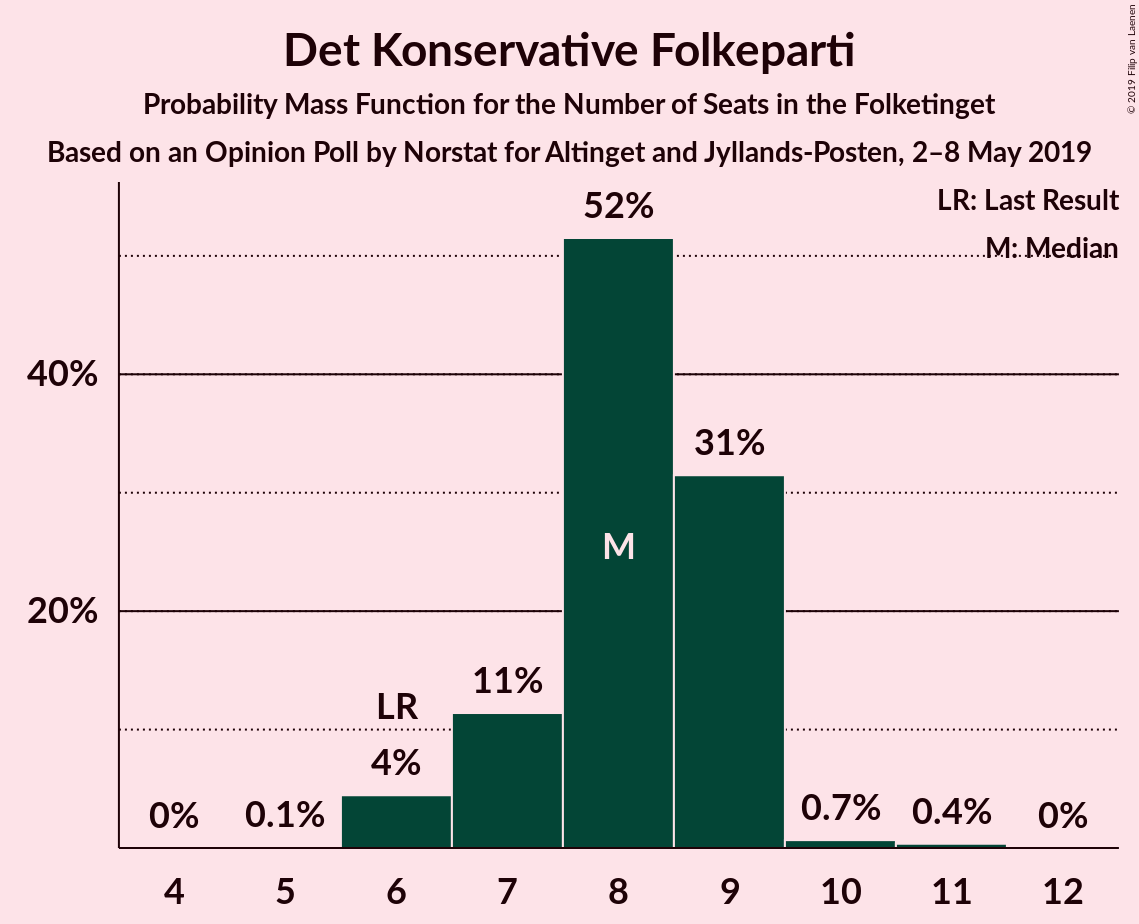 Det Konservative Folkeparti
Probability Mass Function for the Number of Seats in the Folketinget
Based on an Opinion Poll by Norstat for Altinget and Jyllands-Posten, 2–8 May 2019
© 2019 Filip van Laenen
LR: Last Result
M: Median
52%
40%
31%
M
20%
11%
LR
4%
0%
0.1%
0.7%
0.4%
0%
4 5 6 7 8 9 10 11 12